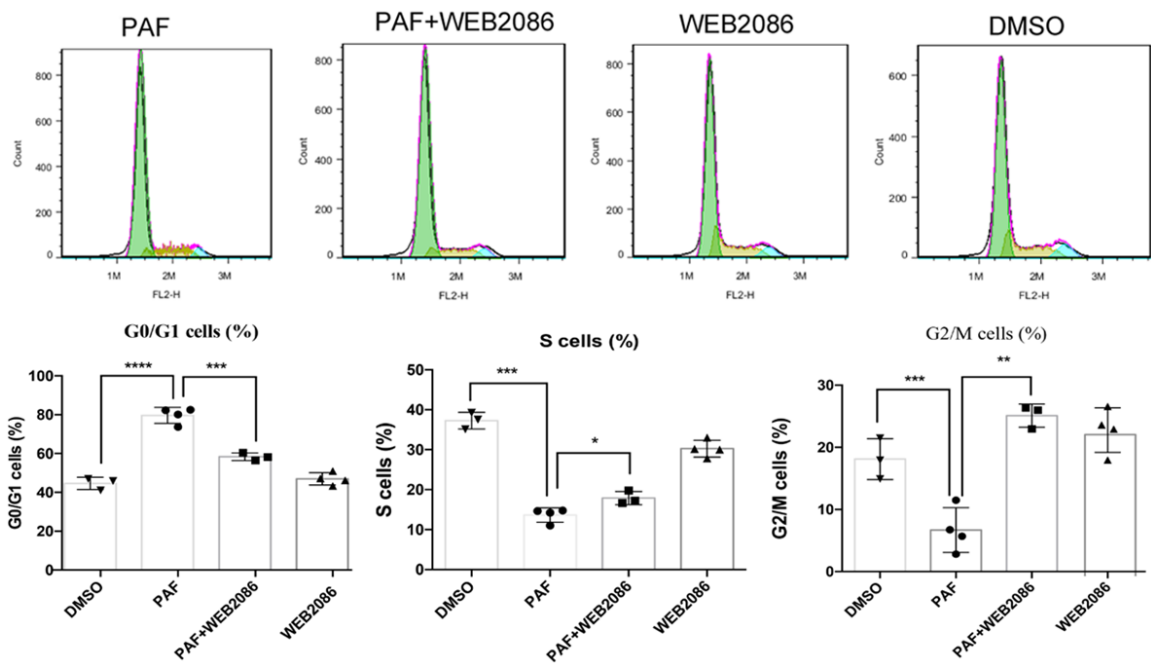 PAF
PAF+WEB2086
WEB2086
DMSO
800
600
400
200
0
Count
1M
2M
3M
FL2-H
800
600
400
200
0
Count
1M
2M
3M
FL2-H
800
600
400
200
0
Count
1M
2M
3M
FL2-H
600
400
200
0
Count
1M
2M
3M
FL2-H
G0/G1 cells (%)
100
80
60
40
20
0
G0/G1 cells (%)
****
***
DMSO
PAF
PAF+WEB2086
WEB2086
S cells (%)
50
40
30
20
10
0
S cells (%)
***
*
DMSO
PAF
PAF+WEB2086
WEB2086
G2/M cells (%)
30
20
10
0
G2/M cells (%)
***
**
DMSO
PAF
PAF+WEB2086
WEB2086